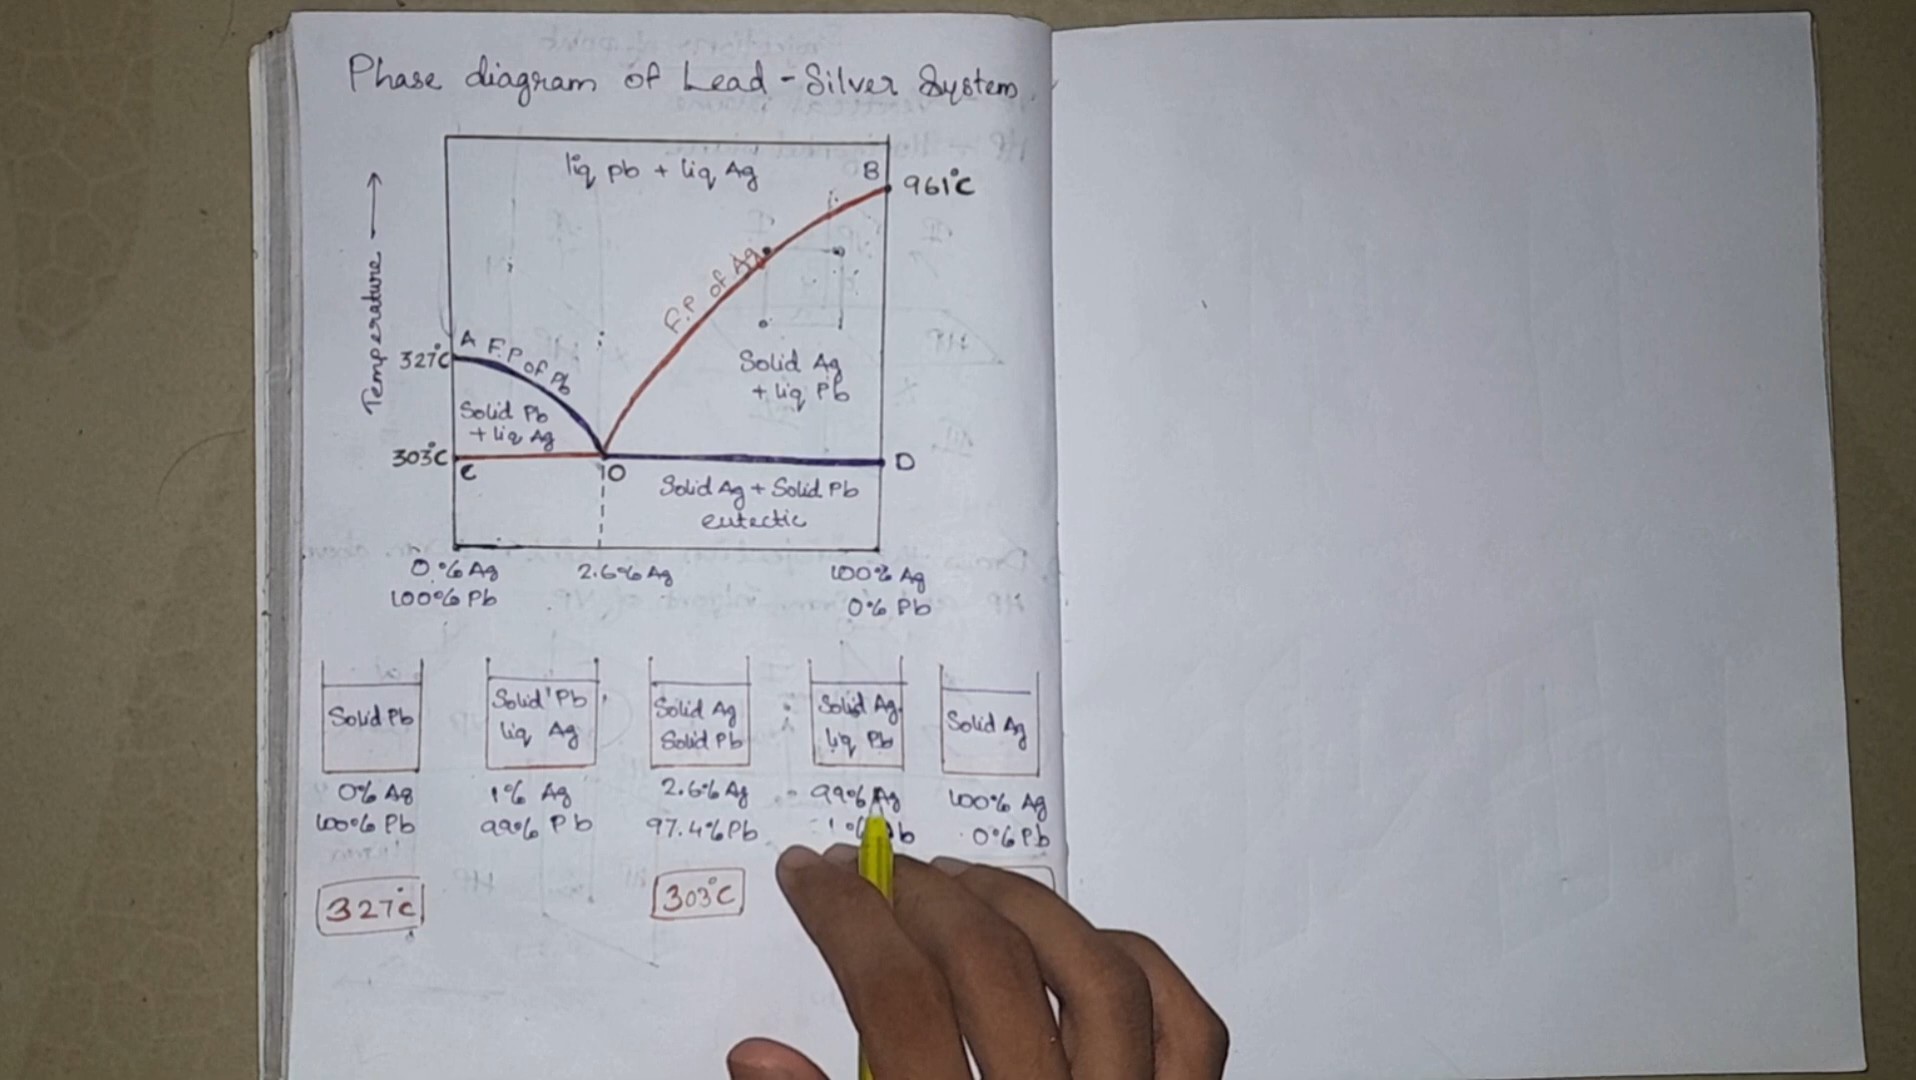 Phase diagram of Lead - Silver System
liq Pb + liq Ag
B
961°C
Temperature
F.P of Ag
A
F.P of Pb
327°C
Solid Ag
+ liq Pb
Solid Pb
+ liq Ag
303°C
C
O
D
Solid Ag + Solid Pb
eutectic
0% Ag
100% Pb
2.6% Ag
100% Ag
0% Pb
Solid Pb
Solid Pb
liq Ag
Solid Ag
Solid Pb
Solid Ag
liq Pb
Solid Ag
0% Ag
100% Pb
1% Ag
99% Pb
2.6% Ag
97.4% Pb
99% Ag
100% Ag
0% Pb
327°C
303°C